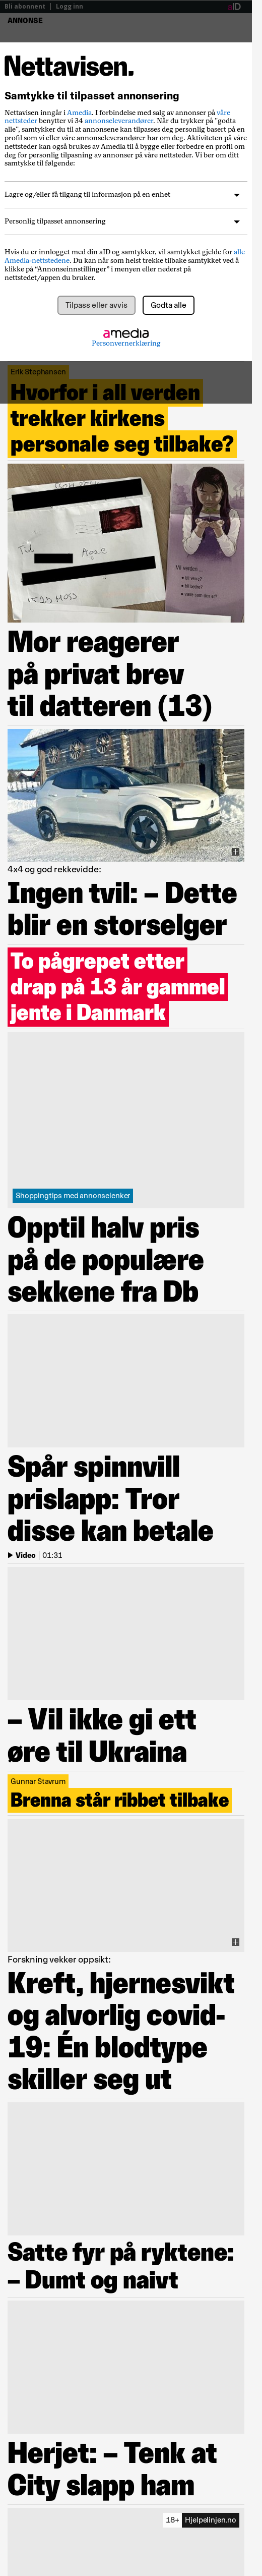 Bli abonnent | Logg inn
aID
ANNONSE
Nettavisen.
Samtykke til tilpasset annonsering
Nettavisen inngår i Amedia. I forbindelse med salg av annonser på våre
nettsteder benytter vi 34 annonseleverandører. Når du trykker på "godta
alle", samtykker du til at annonsene kan tilpasses deg personlig basert på en
profil som vi eller våre annonseleverandører har om deg. Aktiviteten på våre
nettsteder kan også brukes av Amedia til å bygge eller forbedre en profil om
deg for personlig tilpasning av annonser på våre nettsteder. Vi ber om ditt
samtykke til følgende:
Lagre og/eller få tilgang til informasjon på en enhet
Personlig tilpasset annonsering
Hvis du er innlogget med din aID og samtykker, vil samtykket gjelde for alle
Amedia-nettstedene. Du kan når som helst trekke tilbake samtykket ved å
klikke på “Annonseinnstillinger” i menyen eller nederst på
nettstedet/appen du bruker.
Tilpass eller avvis
Godta alle
amedia
Personvernerklæring
Erik Stephansen
Hvorfor i all verden
trekker kirkens
personale seg tilbake?
Til
Rose
1525 MOSS
Mor reagerer
på privat brev
til datteren (13)
4x4 og god rekkevidde:
Ingen tvil: – Dette
blir en storselger
To pågrepet etter
drap på 13 år gammel
jente i Danmark
Shoppingtips med annonselenker
Opptil halv pris
på de populære
sekkene fra Db
Spår spinnvill
prislapp: Tror
disse kan betale
Video | 01:31
– Vil ikke gi ett
øre til Ukraina
Gunnar Stavrum
Brenna står ribbet tilbake
Forskning vekker oppsikt:
Kreft, hjernesvikt
og alvorlig covid-
19: Én blodtype
skiller seg ut
Satte fyr på ryktene:
– Dumt og naivt
Herjet: – Tenk at
City slapp ham
18+ Hjelpelinjen.no